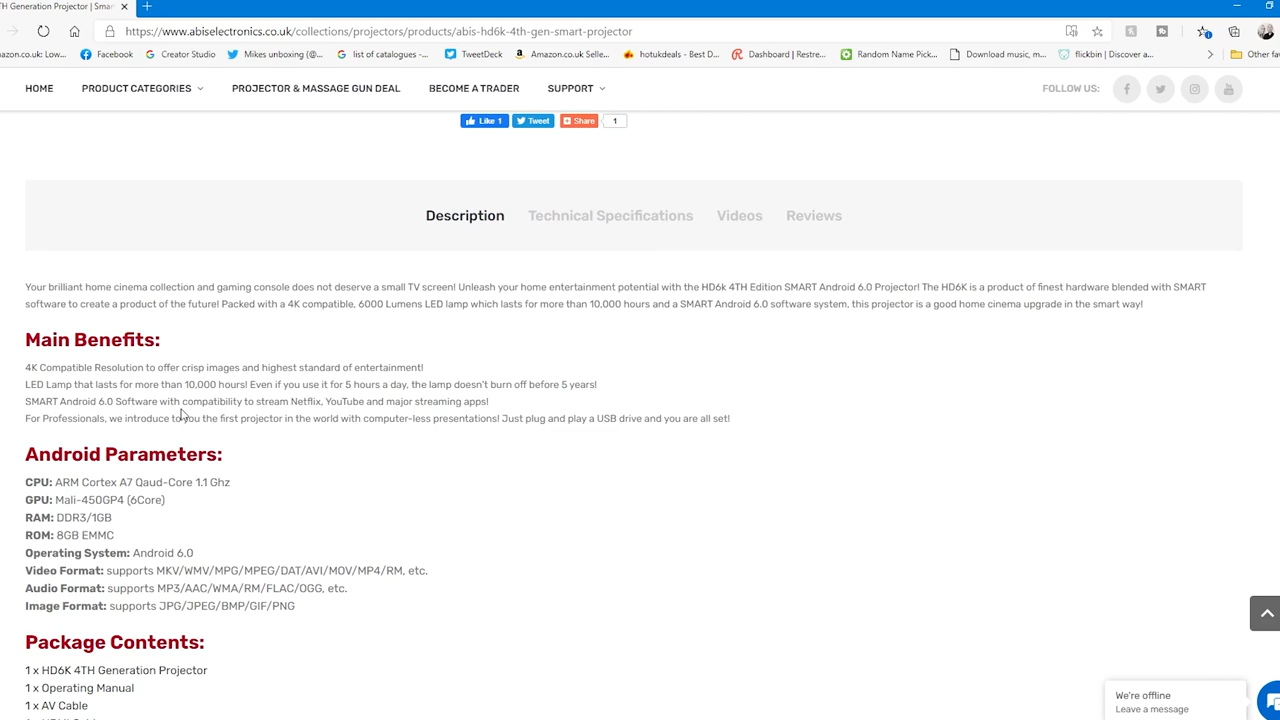 TH Generation Projector | Smar
https://www.abiselectronics.co.uk/collections/projectors/products/abis-hd6k-4th-gen-smart-projector
azon.co.uk: Low... Facebook Creator Studio Mikes unboxing (@... list of catalogues -... TweetDeck Amazon.co.uk Selle... hotukdeals - Best D... Dashboard | Restre... Random Name Pick... Download music, m... flickbin | Discover a... Other fav
HOME PRODUCT CATEGORIES PROJECTOR & MASSAGE GUN DEAL BECOME A TRADER SUPPORT FOLLOW US:
Like 1 Tweet Share 1
Description Technical Specifications Videos Reviews
Your brilliant home cinema collection and gaming console does not deserve a small TV screen! Unleash your home entertainment potential with the HD6k 4TH Edition SMART Android 6.0 Projector! The HD6K is a product of finest hardware blended with SMART
software to create a product of the future! Packed with a 4K compatible, 6000 Lumens LED lamp which lasts for more than 10,000 hours and a SMART Android 6.0 software system, this projector is a good home cinema upgrade in the smart way!
Main Benefits:
4K Compatible Resolution to offer crisp images and highest standard of entertainment!
LED Lamp that lasts for more than 10,000 hours! Even if you use it for 5 hours a day, the lamp doesn't burn off before 5 years!
SMART Android 6.0 Software with compatibility to stream Netflix, YouTube and major streaming apps!
For Professionals, we introduce to you the first projector in the world with computer-less presentations! Just plug and play a USB drive and you are all set!
Android Parameters:
CPU: ARM Cortex A7 Qaud-Core 1.1 Ghz
GPU: Mali-450GP4 (6Core)
RAM: DDR3/1GB
ROM: 8GB EMMC
Operating System: Android 6.0
Video Format: supports MKV/WMV/MPG/MPEG/DAT/AVI/MOV/MP4/RM, etc.
Audio Format: supports MP3/AAC/WMA/RM/FLAC/OGG, etc.
Image Format: supports JPG/JPEG/BMP/GIF/PNG
Package Contents:
1 x HD6K 4TH Generation Projector
1 x Operating Manual
1 x AV Cable
We're offline
Leave a message